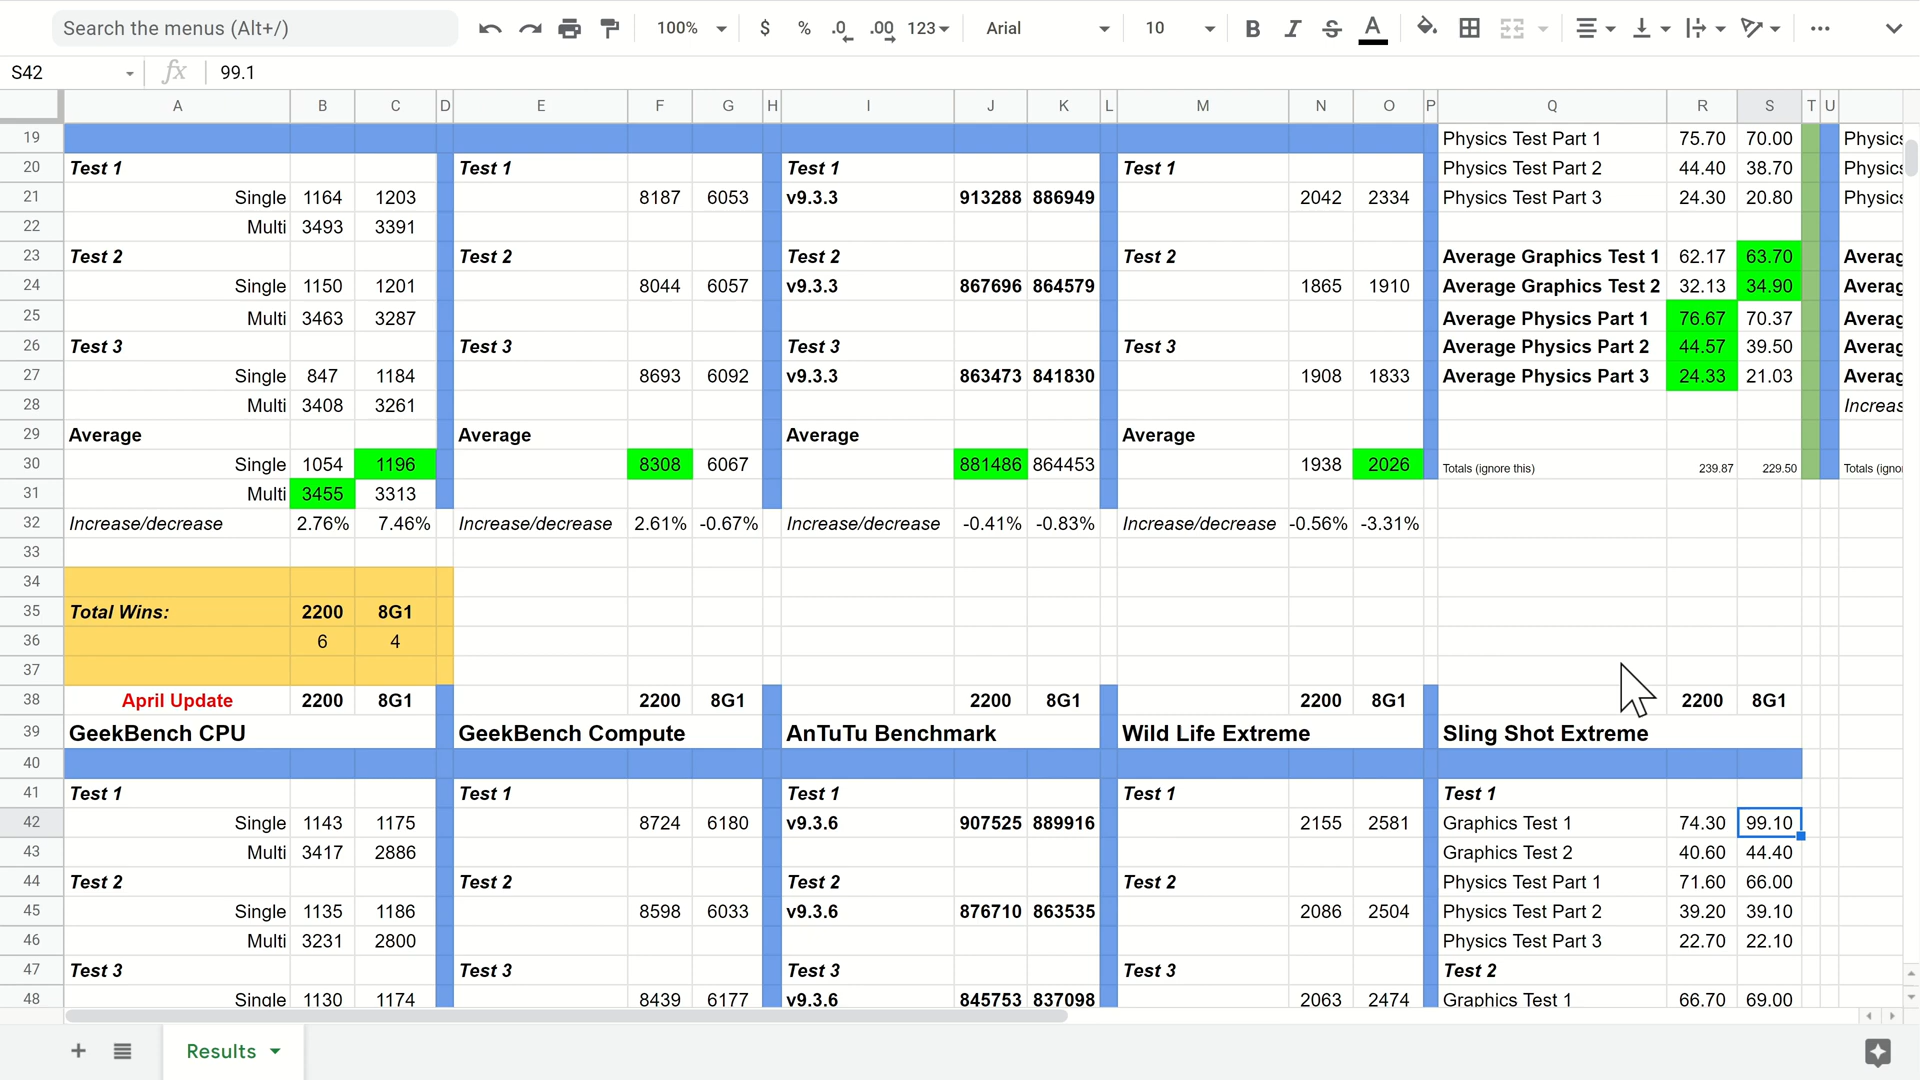 Search the menus (Alt+/) 100% $ % .0 .00 123 Arial 10 B I S A
S42 fx 99.1
A B C D E F G H I J K L M N O P Q R S T U
19 Physics Test Part 1 75.70 70.00 Physics
20 Test 1 Test 1 Test 1 Test 1 Physics Test Part 2 44.40 38.70 Physics
21 Single 1164 1203 8187 6053 v9.3.3 913288 886949 2042 2334 Physics Test Part 3 24.30 20.80 Physics
22 Multi 3493 3391
23 Test 2 Test 2 Test 2 Test 2 Average Graphics Test 1 62.17 63.70 Averag
24 Single 1150 1201 8044 6057 v9.3.3 867696 864579 1865 1910 Average Graphics Test 2 32.13 34.90 Averag
25 Multi 3463 3287 Average Physics Part 1 76.67 70.37 Averag
26 Test 3 Test 3 Test 3 Test 3 Average Physics Part 2 44.57 39.50 Averag
27 Single 847 1184 8693 6092 v9.3.3 863473 841830 1908 1833 Average Physics Part 3 24.33 21.03 Averag
28 Multi 3408 3261 Increas
29 Average Average Average Average
30 Single 1054 1196 8308 6067 881486 864453 1938 2026 Totals (ignore this) 239.87 229.50 Totals (ignor
31 Multi 3455 3313
32 Increase/decrease 2.76% 7.46% Increase/decrease 2.61% -0.67% Increase/decrease -0.41% -0.83% Increase/decrease -0.56% -3.31%
33
34
35 Total Wins: 2200 8G1
36 6 4
37
38 April Update 2200 8G1 2200 8G1 2200 8G1 2200 8G1 2200 8G1
39 GeekBench CPU GeekBench Compute AnTuTu Benchmark Wild Life Extreme Sling Shot Extreme
40
41 Test 1 Test 1 Test 1 Test 1 Test 1
42 Single 1143 1175 8724 6180 v9.3.6 907525 889916 2155 2581 Graphics Test 1 74.30 99.10
43 Multi 3417 2886 Graphics Test 2 40.60 44.40
44 Test 2 Test 2 Test 2 Test 2 Physics Test Part 1 71.60 66.00
45 Single 1135 1186 8598 6033 v9.3.6 876710 863535 2086 2504 Physics Test Part 2 39.20 39.10
46 Multi 3231 2800 Physics Test Part 3 22.70 22.10
47 Test 3 Test 3 Test 3 Test 3 Test 2
48 Single 1130 1174 8439 6177 v9.3.6 845753 837098 2063 2474 Graphics Test 1 66.70 69.00
Results